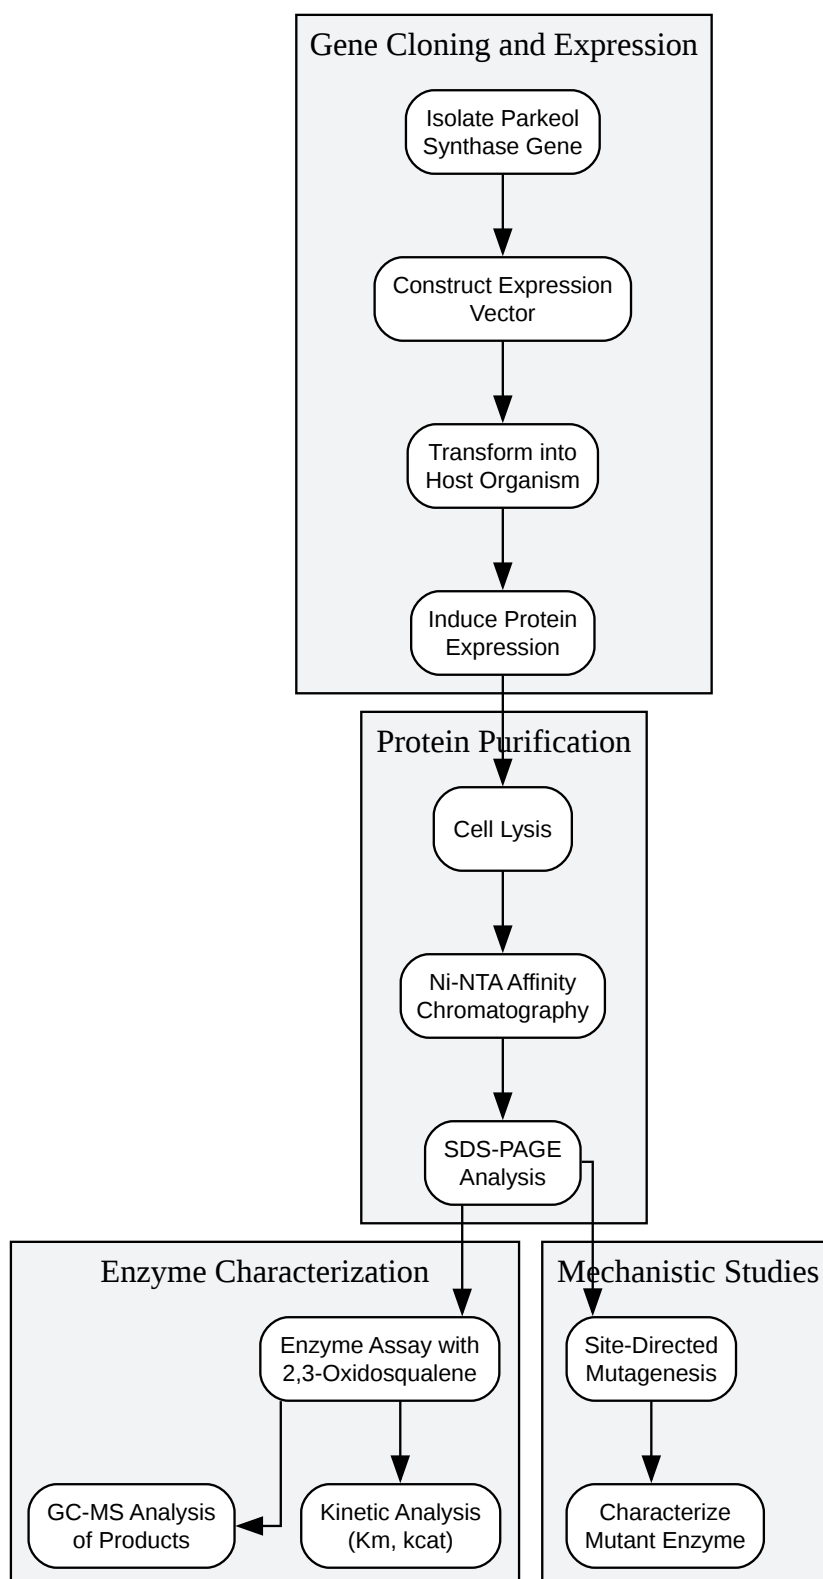 Gene Cloning and Expression
Isolate Parkeol
Synthase Gene
Construct Expression
Vector
Transform into
Host Organism
Induce Protein
Expression
Protein Purification
Cell Lysis
Ni-NTA Affinity
Chromatography
SDS-PAGE
Analysis
Enzyme Characterization
Enzyme Assay with
2,3-Oxidosqualene
GC-MS Analysis
of Products
Kinetic Analysis
(Km, kcat)
Mechanistic Studies
Site-Directed
Mutagenesis
Characterize
Mutant Enzyme